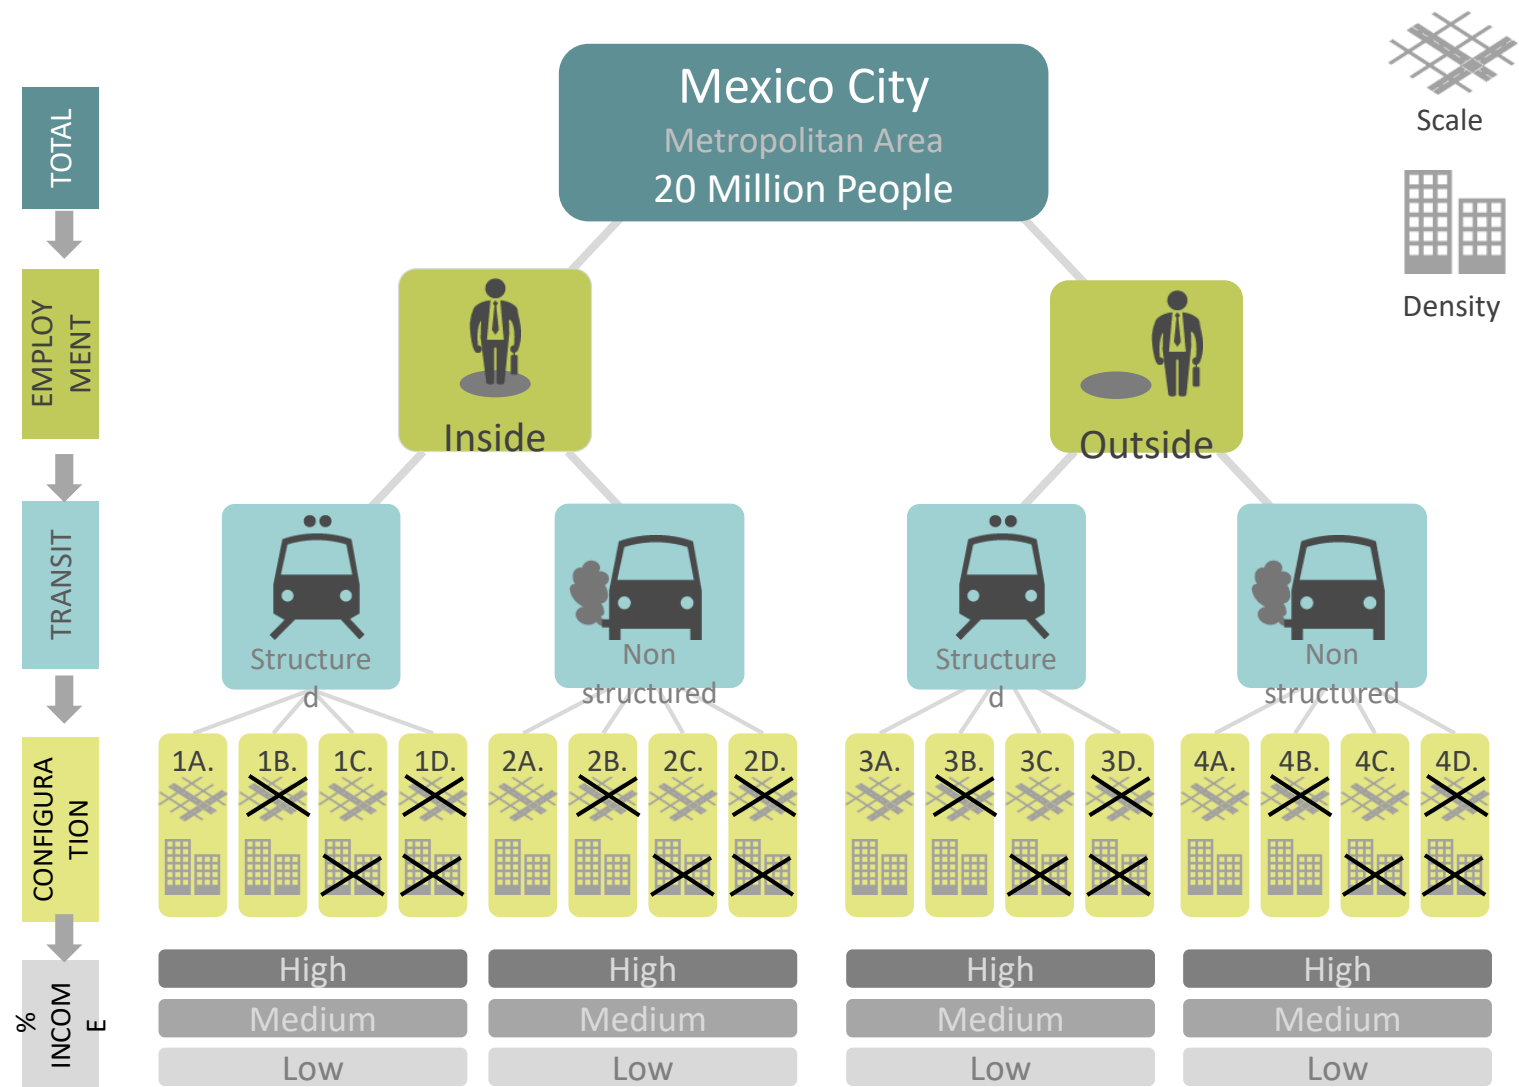 Mexico City
Metropolitan Area
20 Million People
Scale
Density
TOTAL
EMPLOY
MENT
Inside
Outside
TRANSIT
Structure
d
Non
structured
Structure
d
Non
structured
CONFIGURA
TION
1A. 1B. 1C. 1D. 2A. 2B. 2C. 2D. 3A. 3B. 3C. 3D. 4A. 4B. 4C. 4D.
%
INCOM
E
High High High High
Medium Medium Medium Medium
Low Low Low Low